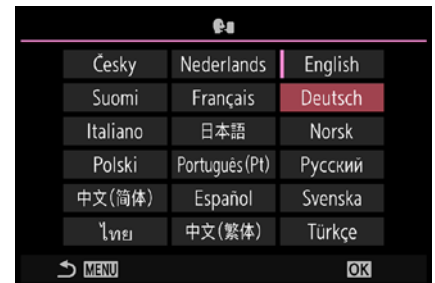 Česky Nederlands English
Suomi Français Deutsch
Italiano 日本語 Norsk
Polski Português(Pt) Русский
中文(简体) Español Svenska
ไทย 中文(繁体) Türkçe
MENU OK